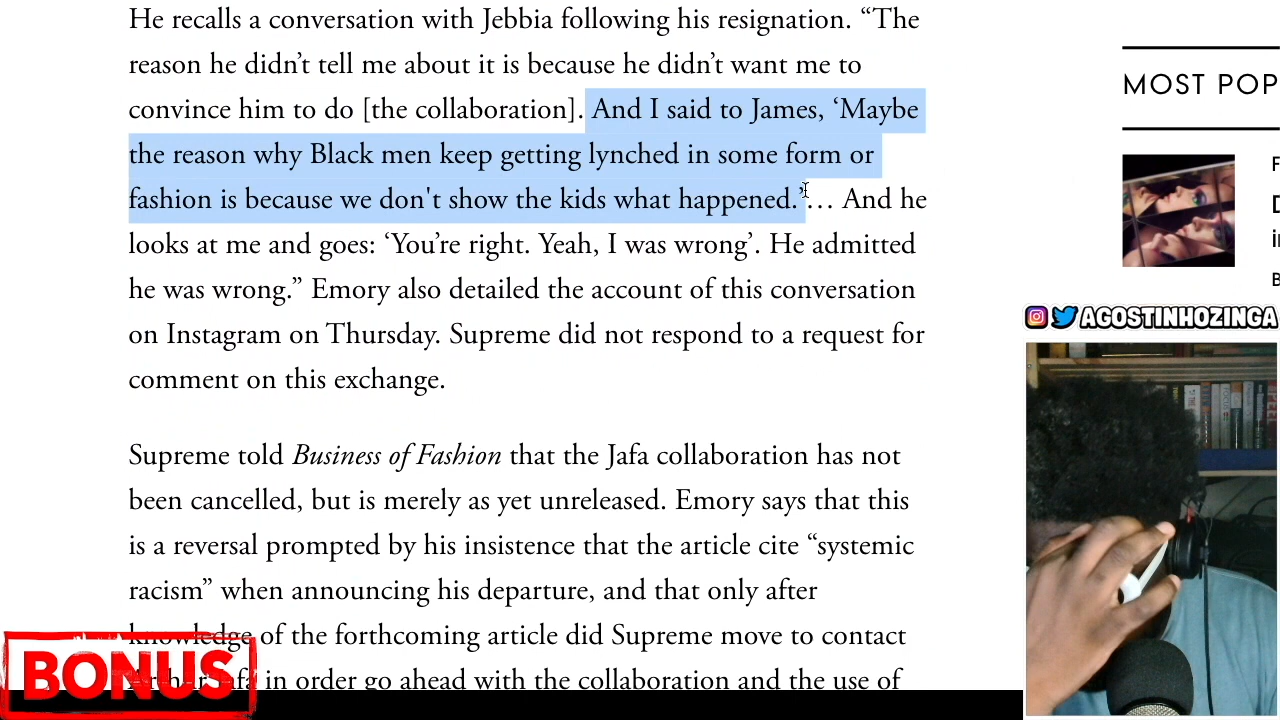 He recalls a conversation with Jebbia following his resignation. “The
reason he didn’t tell me about it is because he didn’t want me to
convince him to do [the collaboration]. And I said to James, ‘Maybe
the reason why Black men keep getting lynched in some form or
fashion is because we don't show the kids what happened.’… And he
looks at me and goes: ‘You’re right. Yeah, I was wrong’. He admitted
he was wrong.” Emory also detailed the account of this conversation
on Instagram on Thursday. Supreme did not respond to a request for
comment on this exchange.
Supreme told Business of Fashion that the Jafa collaboration has not
been cancelled, but is merely as yet unreleased. Emory says that this
is a reversal prompted by his insistence that the article cite “systemic
racism” when announcing his departure, and that only after
knowledge of the forthcoming article did Supreme move to contact
in order go ahead with the collaboration and the use of
MOST POP
F
D
i
B
AGOSTINHOZINGA
BONUS